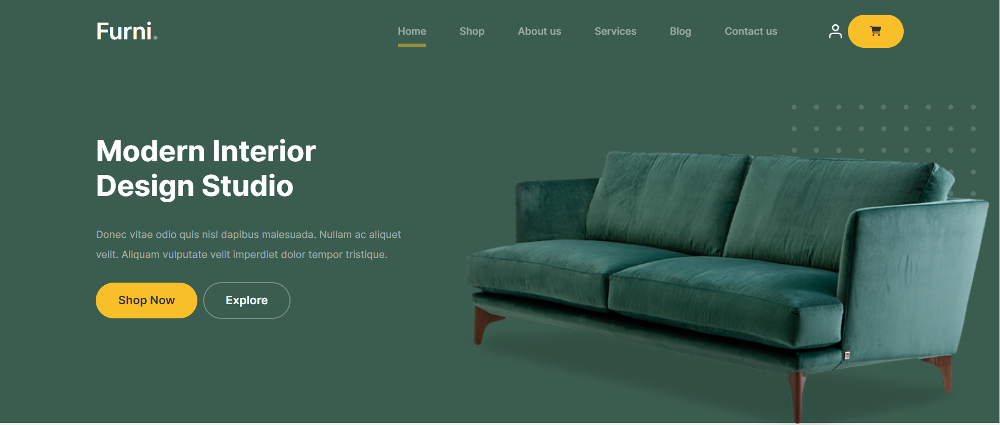 Furni.
Home Shop About us Services Blog Contact us
Modern Interior
Design Studio
Donec vitae odio quis nisl dapibus malesuada. Nullam ac aliquet
velit. Aliquam vulputate velit imperdiet dolor tempor tristique.
Shop Now Explore